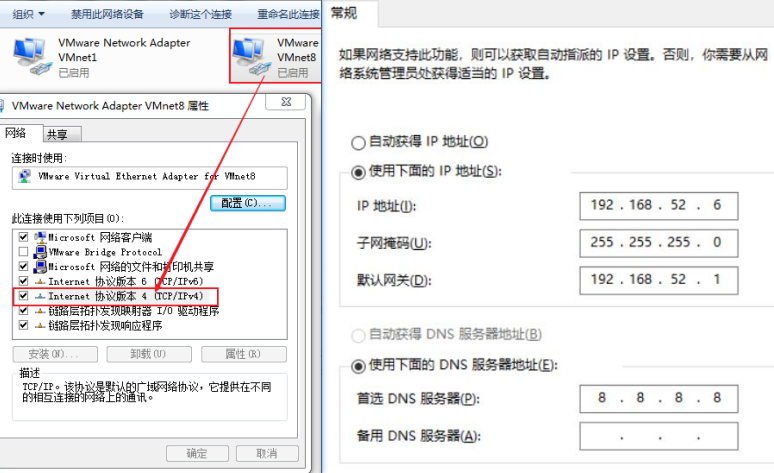 组织 ▼ 禁用此网络设备 诊断这个连接 重命名此连接
VMware Network Adapter
VMnet1
已启用
VMware
VMnet8
已启用
VMware Network Adapter VMnet8 属性
网络 共享
连接时使用:
VMware Virtual Ethernet Adapter for VMnet8
配置(C)...
此连接使用下列项目(O):
Microsoft 网络客户端
VMware Bridge Protocol
Microsoft 网络的文件和打印机共享
Internet 协议版本 6 (TCP/IPv6)
Internet 协议版本 4 (TCP/IPv4)
链路层拓扑发现映射器 I/O 驱动程序
链路层拓扑发现响应程序
安装(N)... 卸载(U) 属性(R)
描述
TCP/IP。该协议是默认的广域网络协议，它提供在不同
的相互连接的网络上的通讯。
确定 取消
常规
如果网络支持此功能，则可以获取自动指派的 IP 设置。否则，你需要从网
络系统管理员处获得适当的 IP 设置。
自动获得 IP 地址(O)
使用下面的 IP 地址(S):
IP 地址(I): 192 . 168 . 52 . 6
子网掩码(U): 255 . 255 . 255 . 0
默认网关(D): 192 . 168 . 52 . 1
自动获得 DNS 服务器地址(B)
使用下面的 DNS 服务器地址(E):
首选 DNS 服务器(P): 8 . 8 . 8 . 8
备用 DNS 服务器(A): . . .